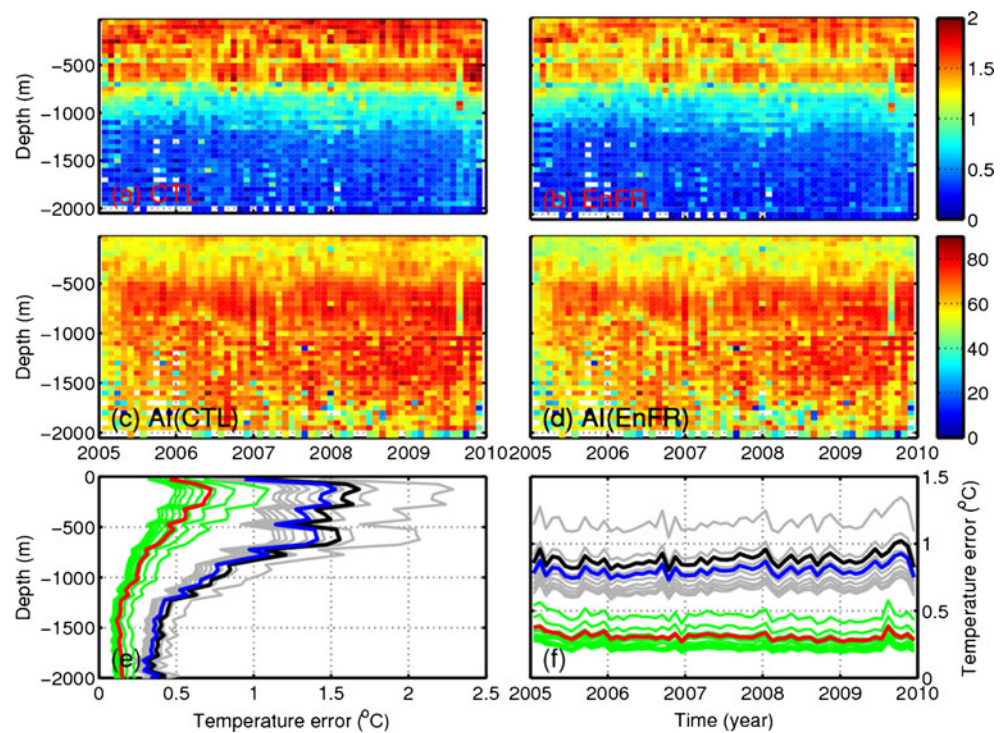 Depth (m)
−500
−1000
−1500
−2000
(a) CTL
(b) EnFR
2
1.5
1
0.5
0
Depth (m)
−500
−1000
−1500
−2000
(c) AI(CTL)
2005 2006 2007 2008 2009 2010
(d) AI(EnFR)
2005 2006 2007 2008 2009 2010
80
60
40
20
0
Depth (m)
0
−500
−1000
−1500
−2000
(e)
0 0.5 1 1.5 2 2.5
Temperature error (°C)
(f)
2005 2006 2007 2008 2009 2010
Time (year)
1.5
1
0.5
0
Temperature error (°C)